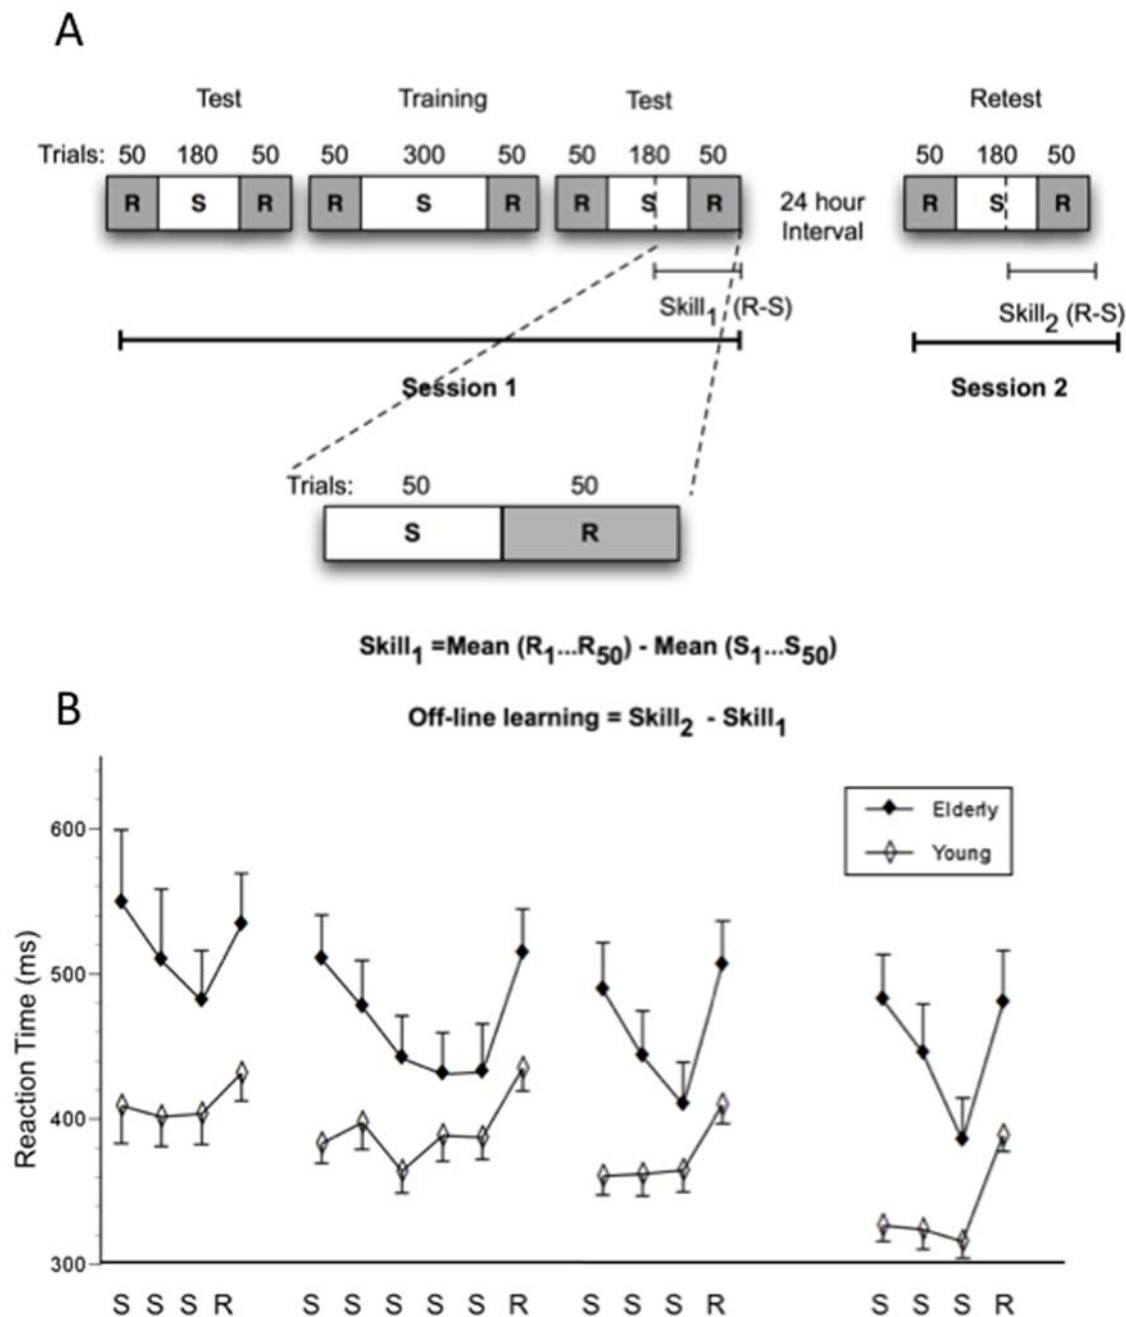 A
Test Training Test Retest
Trials: 50 180 50 50 300 50 50 180 50 50 180 50
R S R R S R R S R 24 hour Interval R S R
Skill1 (R-S) Skill2 (R-S)
Session 1 Session 2
Trials: 50 50
S R
Skill1 =Mean (R1...R50) - Mean (S1...S50)
B
Off-line learning = Skill2 - Skill1
Elderly
Young
Reaction Time (ms)
600
500
400
300
S S S R S S S S S R S S S R S S S R